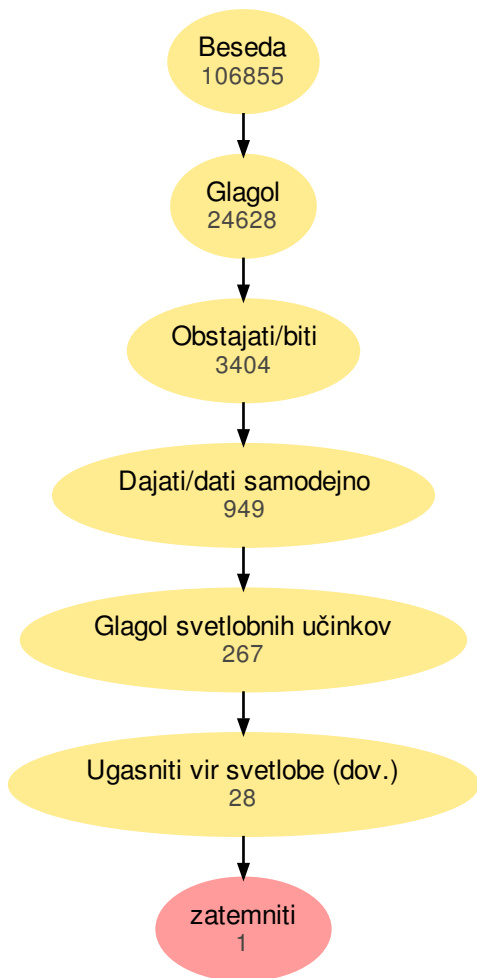 Beseda
106855
Glagol
24628
Obstajati/biti
3404
Dajati/dati samodejno
949
Glagol svetlobnih učinkov
267
Ugasniti vir svetlobe (dov.)
28
zatemniti
1